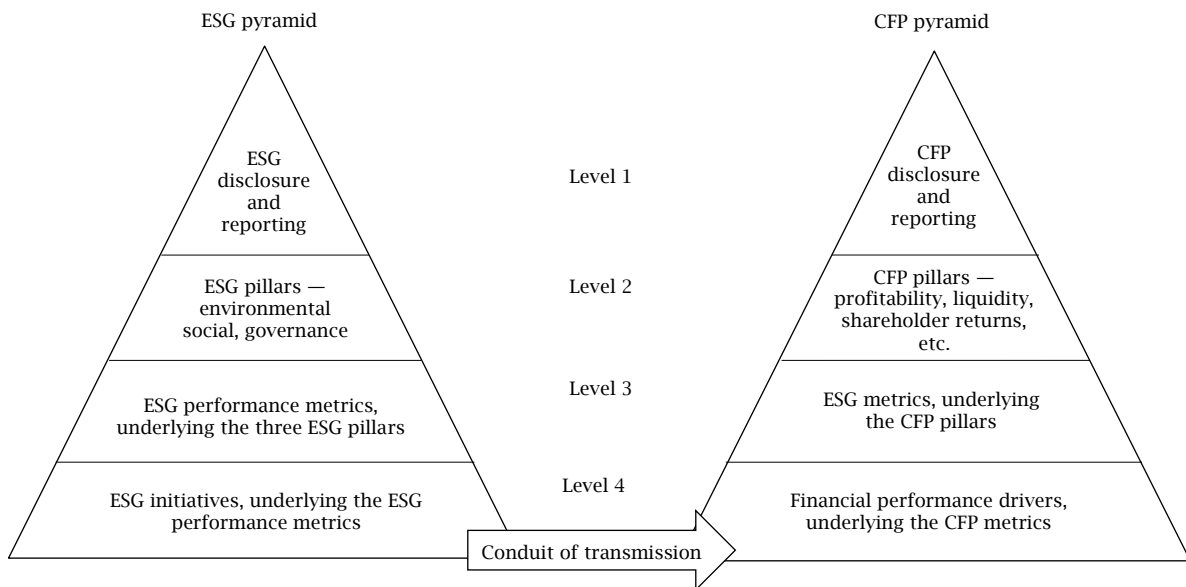 ESG pyramid
CFP pyramid
ESG
disclosure
and
reporting
Level 1
CFP
disclosure
and
reporting
ESG pillars —
environmental
social, governance
Level 2
CFP pillars —
profitability, liquidity,
shareholder returns,
etc.
ESG performance metrics,
underlying the three ESG pillars
Level 3
ESG metrics, underlying
the CFP pillars
ESG initiatives, underlying the ESG
performance metrics
Level 4
Financial performance drivers,
underlying the CFP metrics
Conduit of transmission